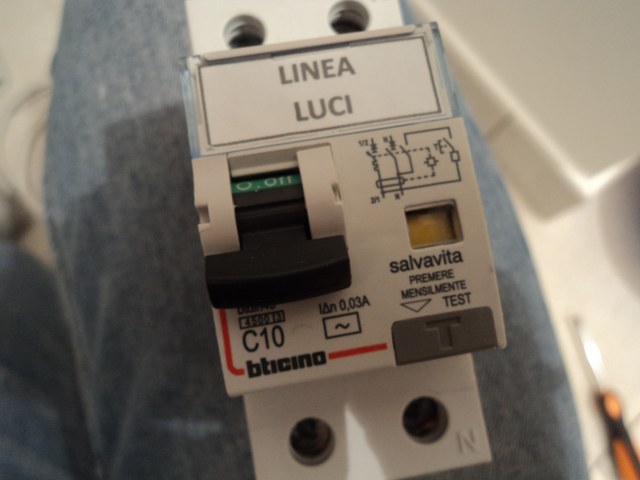 LINEA
LUCI
O, OFF
salvavita
PREMERE
MENSILMENTE
TEST
IΔn 0,03A
C10
bticino
T
N